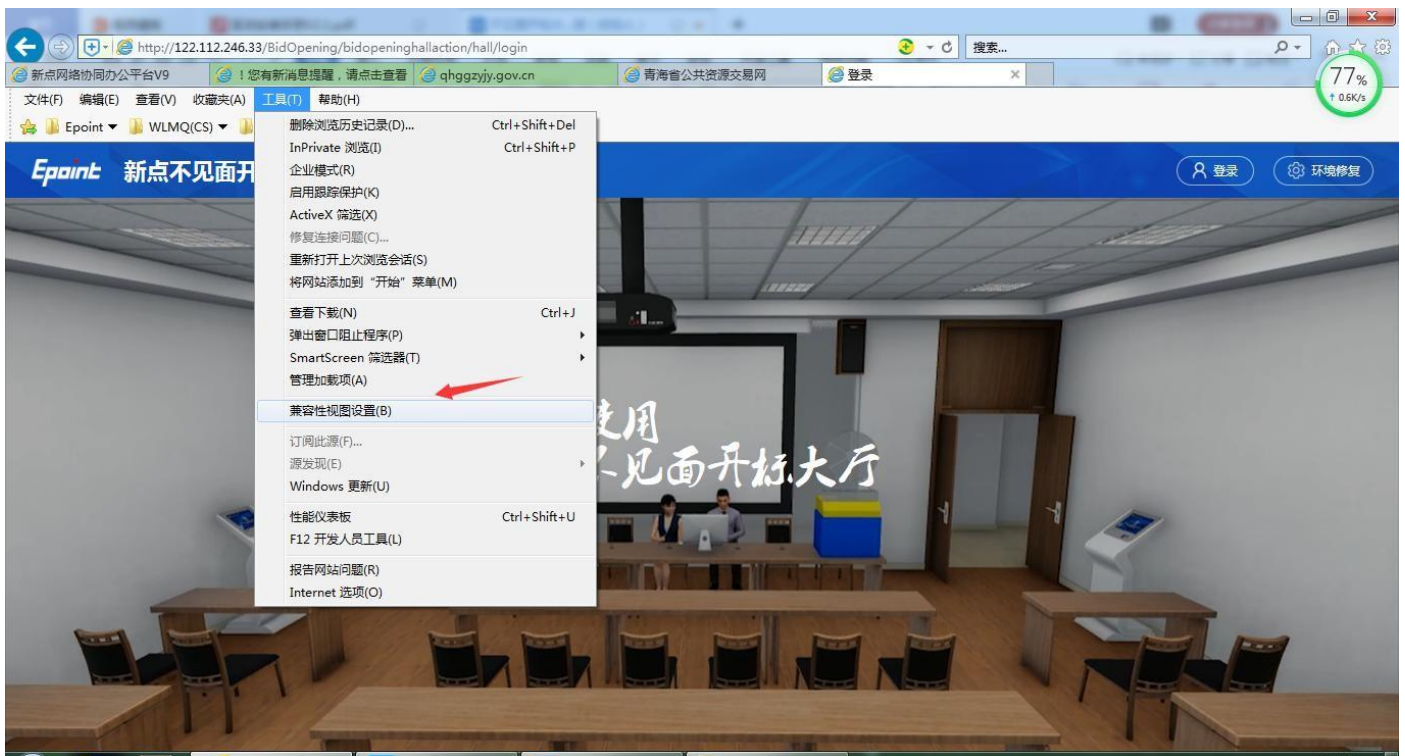 http://122.112.246.33/BidOpening/bidopeninghallaction/hall/login
搜索...
新点网络协同办公平台V9
!您有新消息提醒，请点击查看
qhggzyjy.gov.cn
青海省公共资源交易网
登录
77%
0.6K/s
文件(F) 编辑(E) 查看(V) 收藏夹(A) 工具(T) 帮助(H)
Epoint WLMQ(CS)
Epoint 新点不见面开
登录
环境修复
删除浏览历史记录(D)... Ctrl+Shift+Del
InPrivate 浏览(I) Ctrl+Shift+P
企业模式(R)
启用跟踪保护(K)
ActiveX 筛选(X)
修复连接问题(C)...
重新打开上次浏览会话(S)
将网站添加到“开始”菜单(M)
查看下载(N) Ctrl+J
弹出窗口阻止程序(P)
SmartScreen 筛选器(T)
管理加载项(A)
兼容性视图设置(B)
订阅此源(F)...
源发现(E)
Windows 更新(U)
性能仪表板 Ctrl+Shift+U
F12 开发人员工具(L)
报告网站问题(R)
Internet 选项(O)
使用
不见面开标大厅